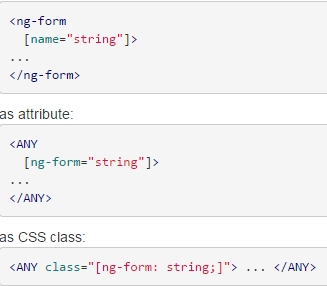 <ng-form
[name="string"]>
...
</ng-form>
as attribute:
<ANY
[ng-form="string"]>
...
</ANY>
as CSS class:
<ANY class="[ng-form: string;]"> ... </ANY>